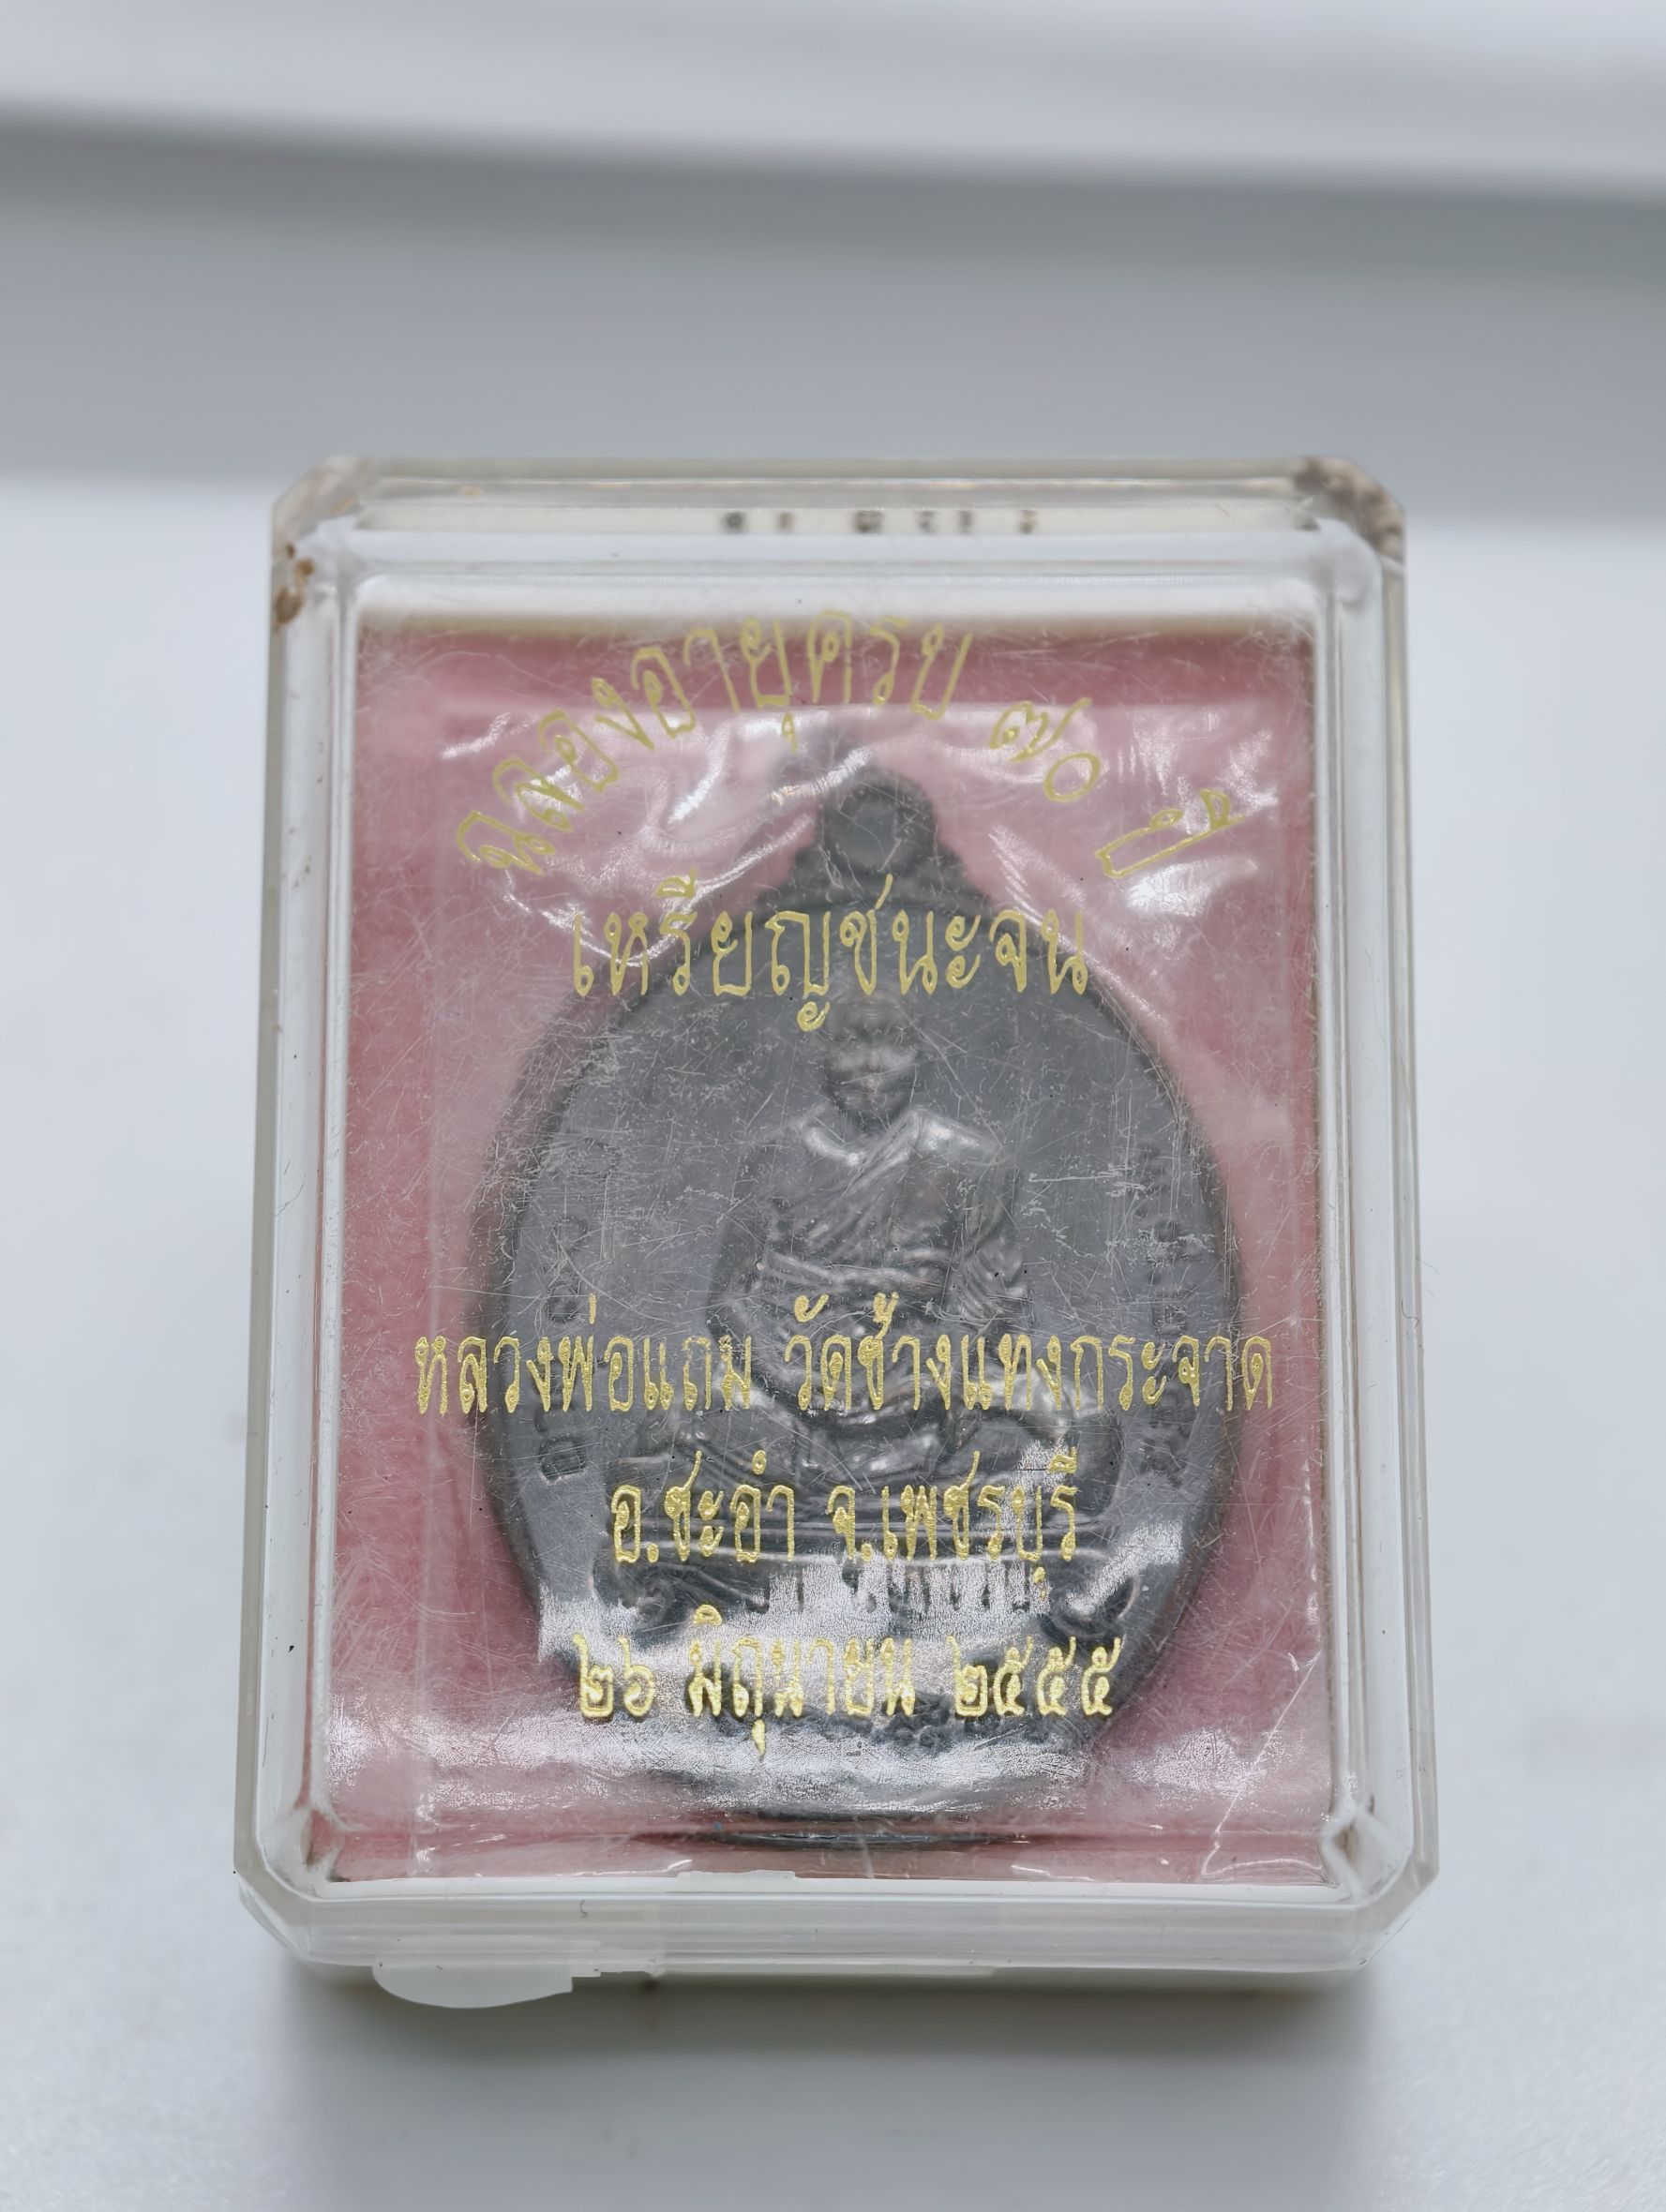 ฉลองอายุครบ ๗๐ ปี
เหรียญชนะจน
หลวงพ่อแถม วัดช้างแทงกระจาด
อ.ชะอำ จ.เพชรบุรี
๒๖ มิถุนายน ๒๕๕๕